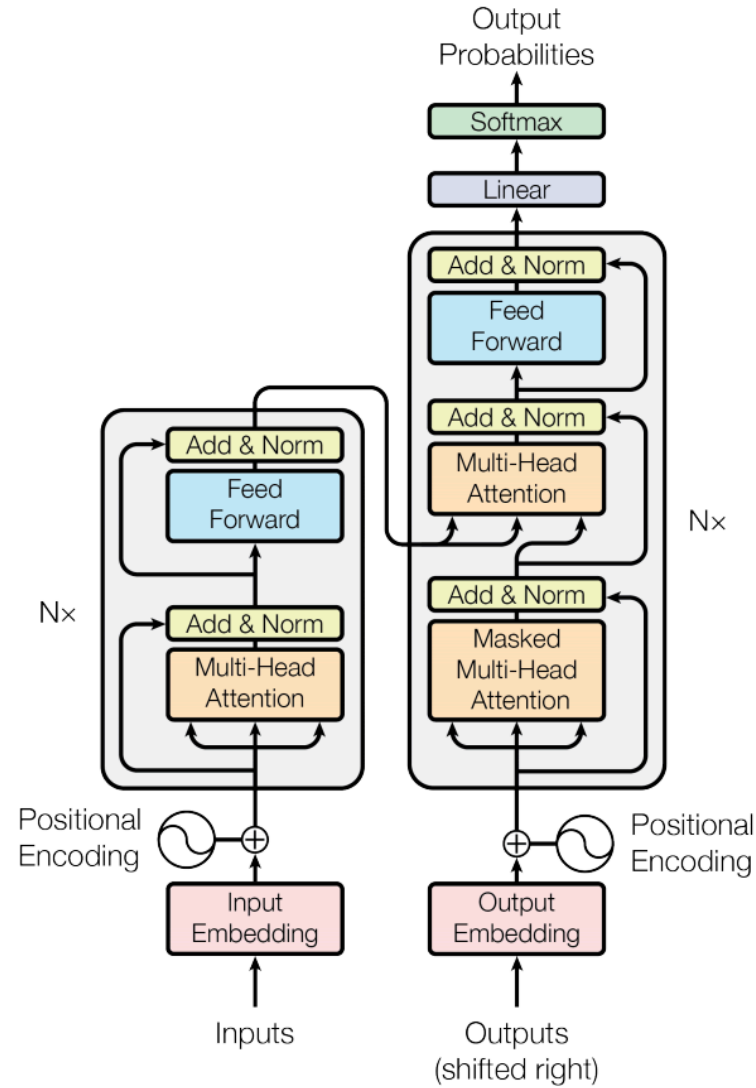 Output
Probabilities
Softmax
Linear
Add & Norm
Feed
Forward
Add & Norm
Multi-Head
Attention
Nx
Add & Norm
Masked
Multi-Head
Attention
Add & Norm
Feed
Forward
Nx
Add & Norm
Multi-Head
Attention
Positional
Encoding
Positional
Encoding
Input
Embedding
Output
Embedding
Inputs
Outputs
(shifted right)